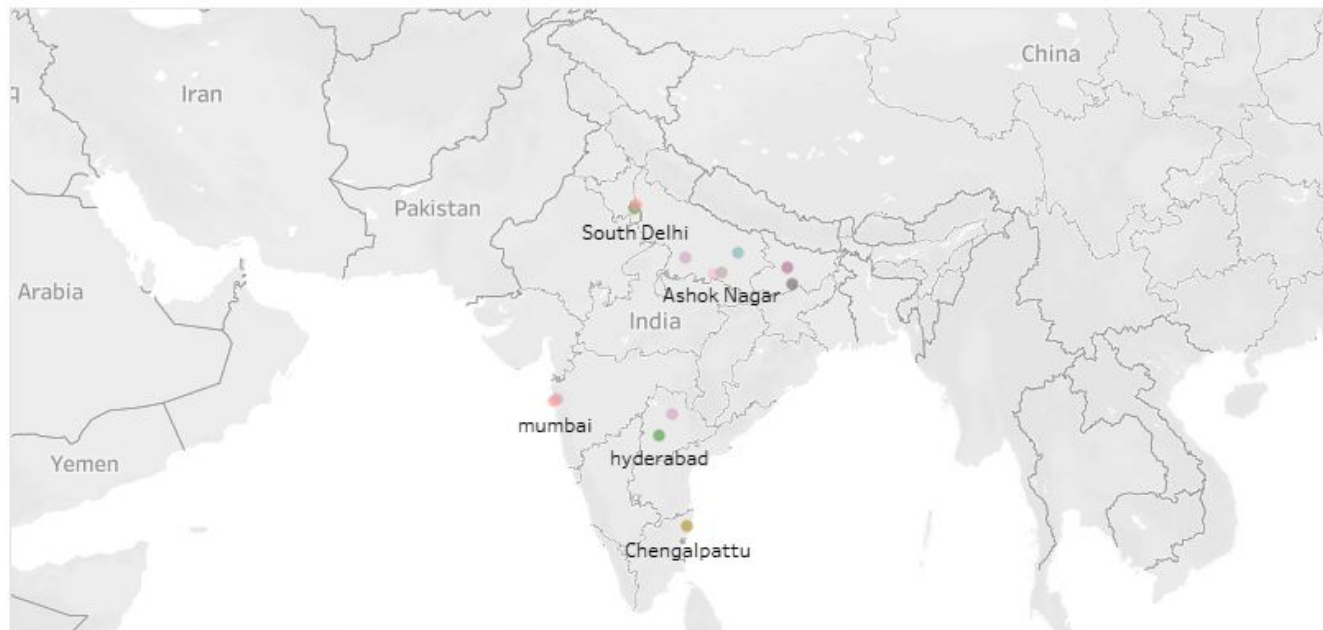 China
Iran
q
Pakistan
South Delhi
Arabia
Ashok Nagar
India
mumbai
hyderabad
Yemen
Chengalpattu